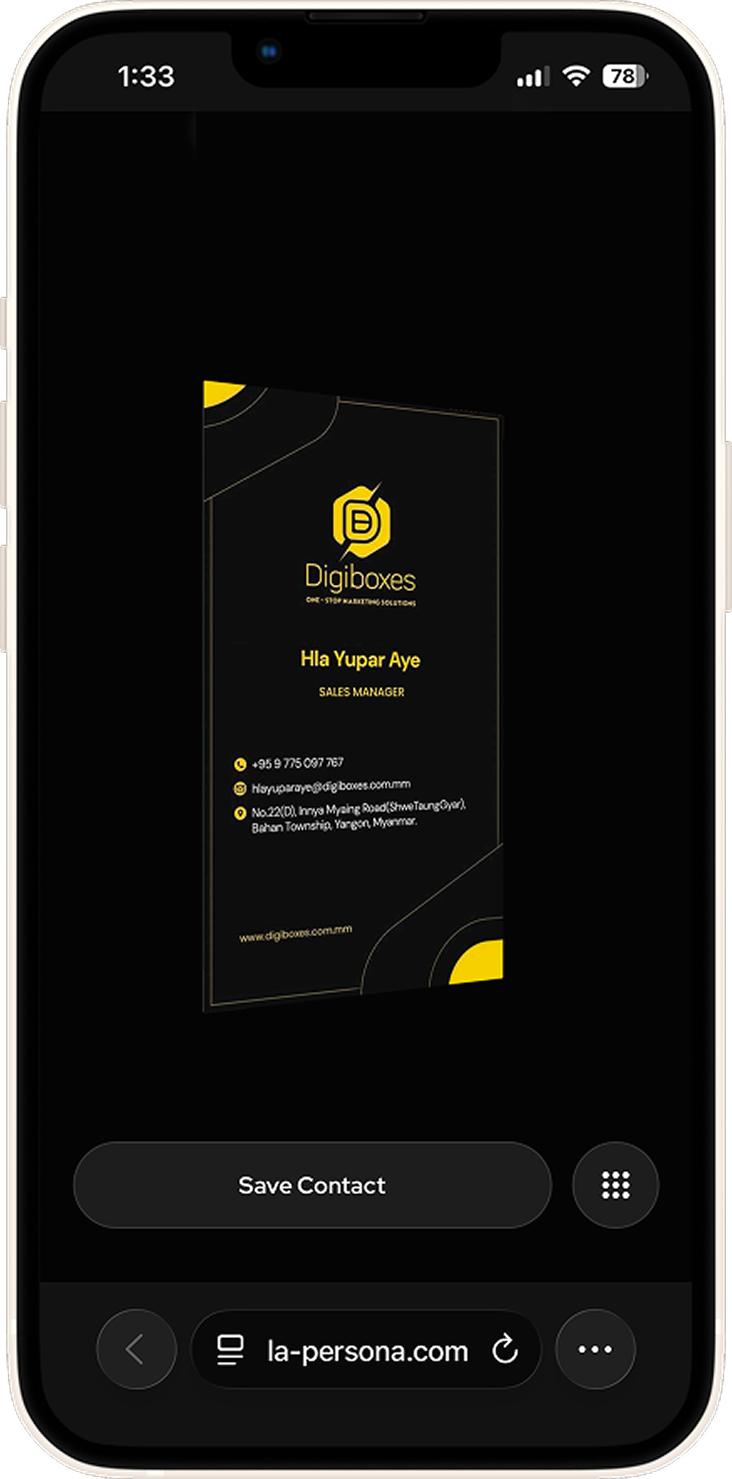 1:33
78
Digiboxes
ONE-STOP MARKETING SOLUTIONS
Hla Yupar Aye
SALES MANAGER
+95 9 775 097 767
hlayuparaye@digiboxes.com.mm
No.22(D), Innya Myaing Road(ShweTaungGyar),
Bahan Township, Yangon, Myanmar.
www.digiboxes.com.mm
Save Contact
la-persona.com